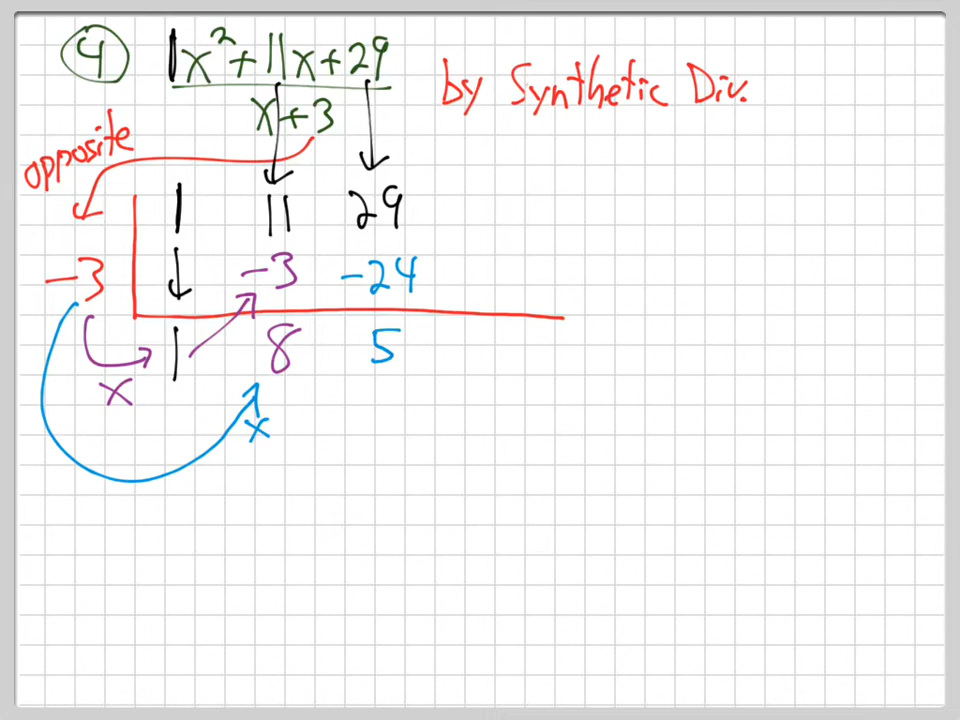 ④ 1x²+11x+29 by Synthetic Div.
x+3
opposite
1 11 29
-3 -3 -24
1 8 5
x
x